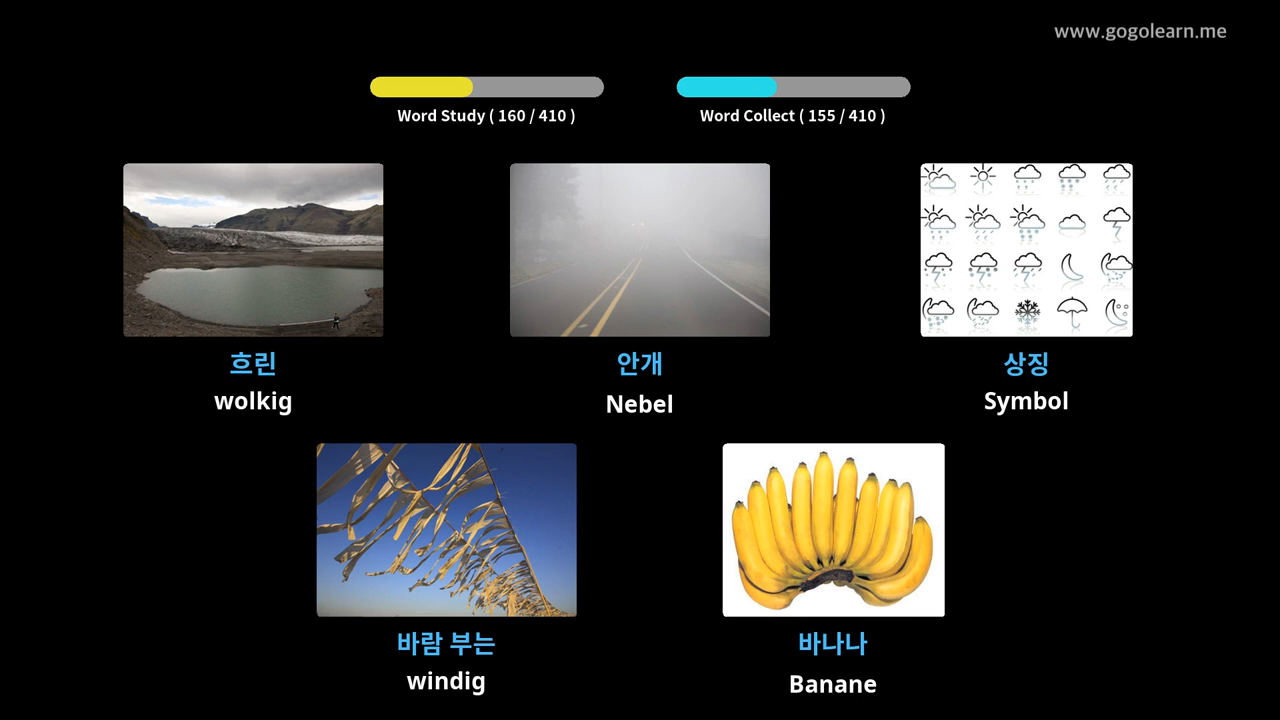 www.gogolearn.me
Word Study ( 160 / 410 )
Word Collect ( 155 / 410 )
흐린
wolkig
안개
Nebel
상징
Symbol
바람 부는
windig
바나나
Banane